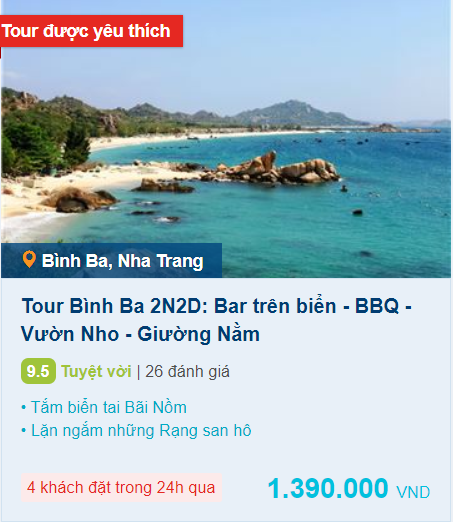 Tour được yêu thích
Bình Ba, Nha Trang
Tour Bình Ba 2N2D: Bar trên biển - BBQ -
Vườn Nho - Giường Nằm
9.5 Tuyệt vời | 26 đánh giá
• Tắm biển tai Bãi Nồm
• Lặn ngắm những Rạng san hô
4 khách đặt trong 24h qua
1.390.000 VND